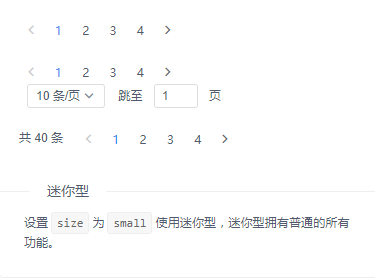 1 2 3 4
1 2 3 4
10 条/页 跳至 1 页
共 40 条 1 2 3 4
迷你型
设置 size 为 small 使用迷你型，迷你型拥有普通的所有
功能。